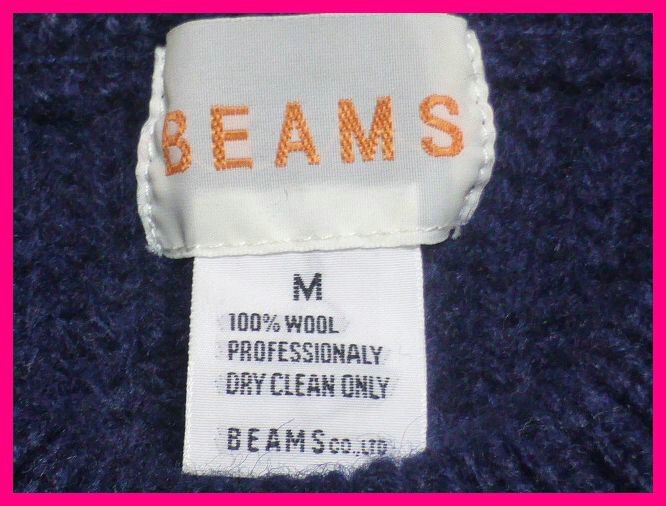 BEAMS
M
100% WOOL
PROFESSIONALY
DRY CLEAN ONLY
BEAMS CO.,LTD